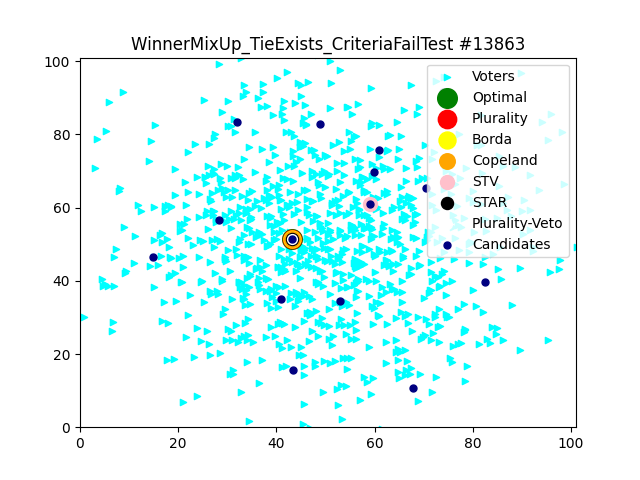 WinnerMixUp_TieExists_CriteriaFailTest #13863
100
80
60
40
20
0
0 20 40 60 80 100
Voters
Optimal
Plurality
Borda
Copeland
STV
STAR
Plurality-Veto
Candidates